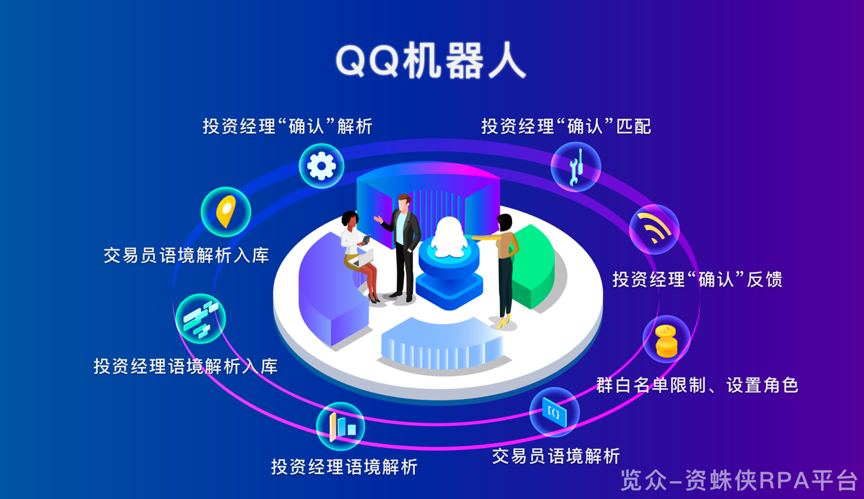 QQ机器人
投资经理“确认”解析
投资经理“确认”匹配
交易员语境解析入库
投资经理“确认”反馈
投资经理语境解析入库
群白名单限制、设置角色
投资经理语境解析
交易员语境解析
览众-资蛛侠RPA平台